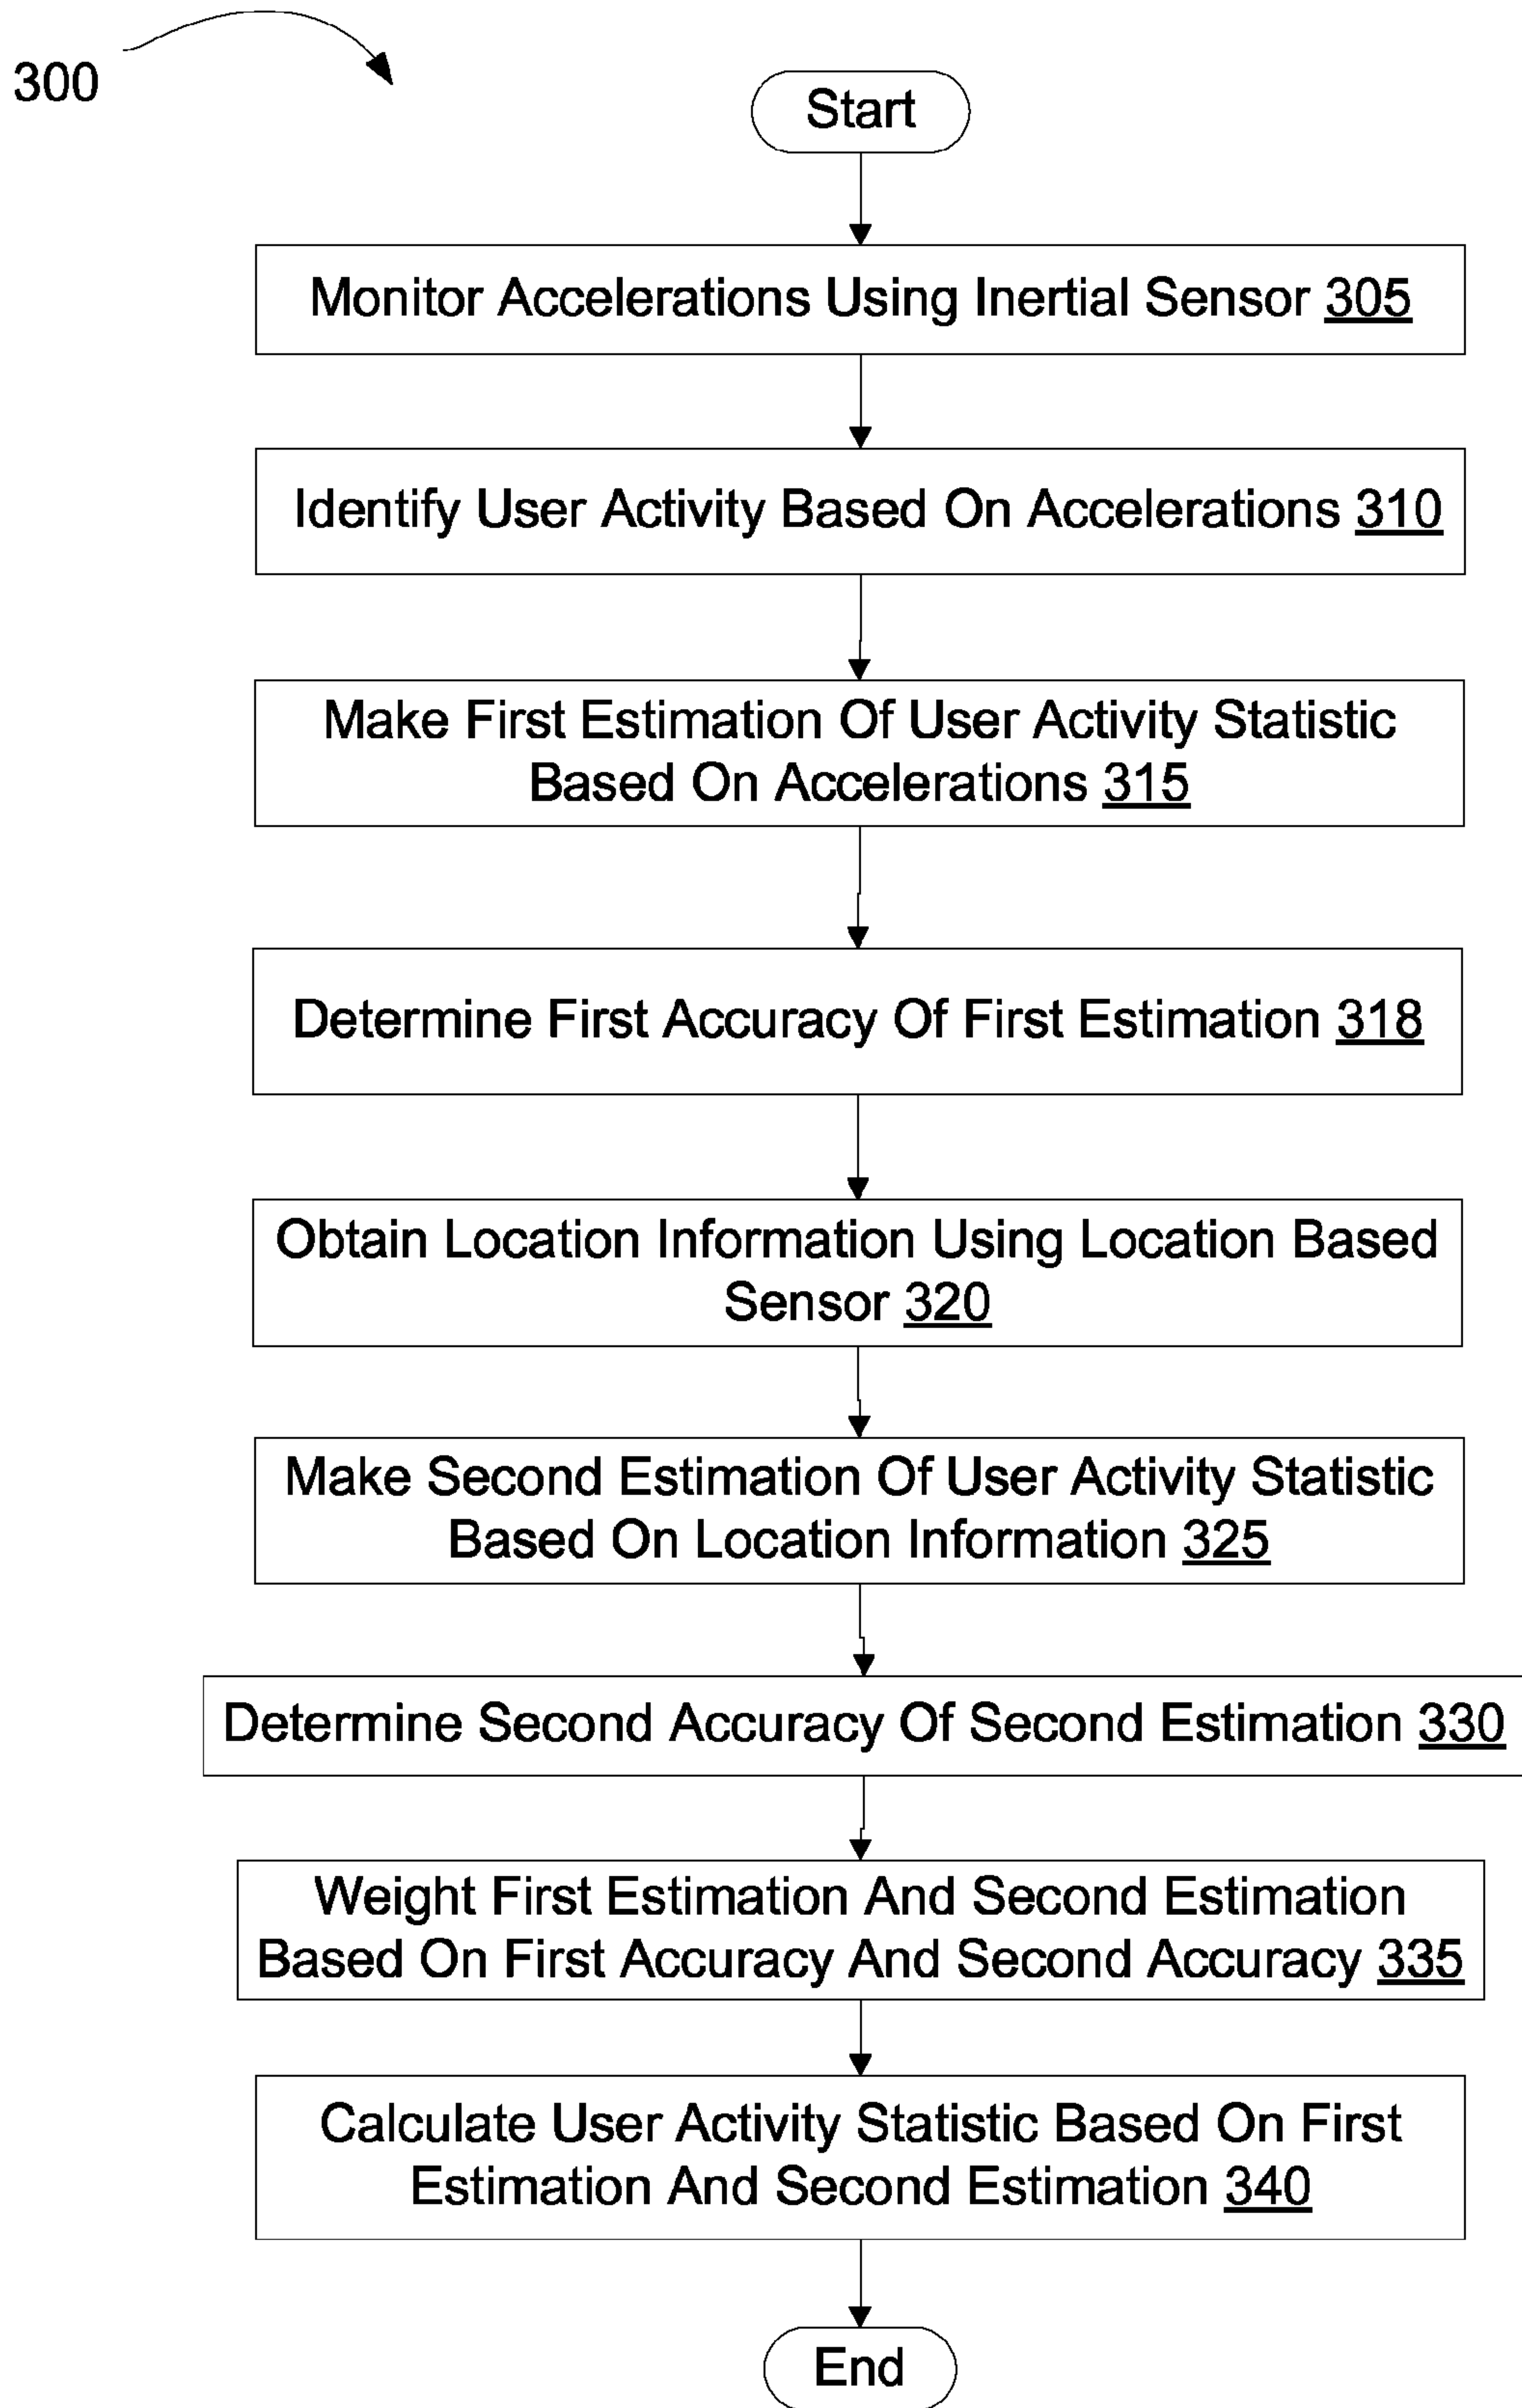 300
Start
Monitor Accelerations Using Inertial Sensor 305
Identify User Activity Based On Accelerations 310
Make First Estimation Of User Activity Statistic
Based On Accelerations 315
Determine First Accuracy Of First Estimation 318
Obtain Location Information Using Location Based
Sensor 320
Make Second Estimation Of User Activity Statistic
Based On Location Information 325
Determine Second Accuracy Of Second Estimation 330
Weight First Estimation And Second Estimation
Based On First Accuracy And Second Accuracy 335
Calculate User Activity Statistic Based On First
Estimation And Second Estimation 340
End